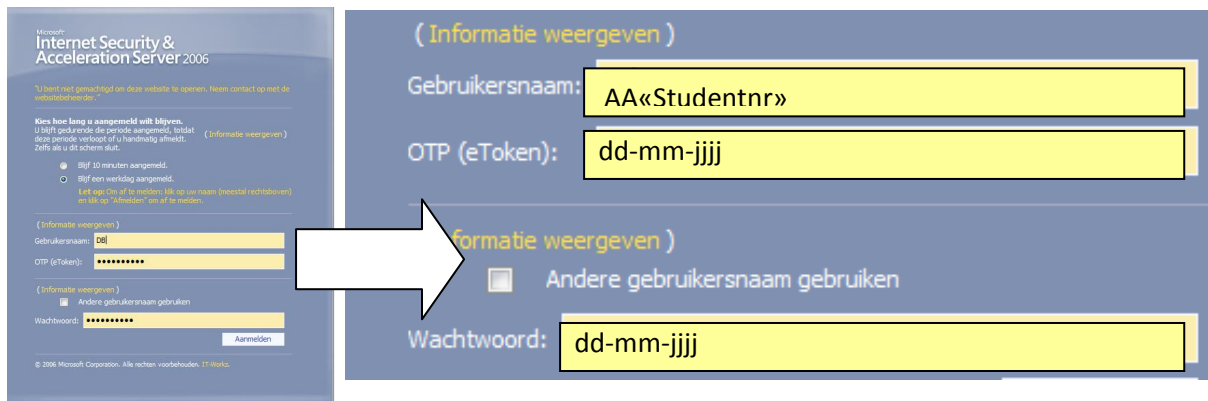 Microsoft
Internet Security &
Acceleration Server 2006
"U bent niet gemachtigd om deze website te openen. Neem contact op met de
websitebeheerder."
Kies hoe lang u aangemeld wilt blijven.
U blijft gedurende die periode aangemeld, totdat
deze periode verloopt of u handmatig afmeldt.
Zelfs als u dit scherm sluit.
( Informatie weergeven )
Blijf 10 minuten aangemeld.
Blijf een werkdag aangemeld.
Let op: Om af te melden: klik op uw naam (meestal rechtsboven)
en klik op "Afmelden" om af te melden.
( Informatie weergeven )
Gebruikersnaam: DB
OTP (eToken): ••••••••••
( Informatie weergeven )
Andere gebruikersnaam gebruiken
Wachtwoord: ••••••••••
Aanmelden
© 2006 Microsoft Corporation. Alle rechten voorbehouden. IT-Works.
( Informatie weergeven )
Gebruikersnaam: AA«Studentnr»
OTP (eToken): dd-mm-jjjj
formatie weergeven )
Andere gebruikersnaam gebruiken
Wachtwoord: dd-mm-jjjj